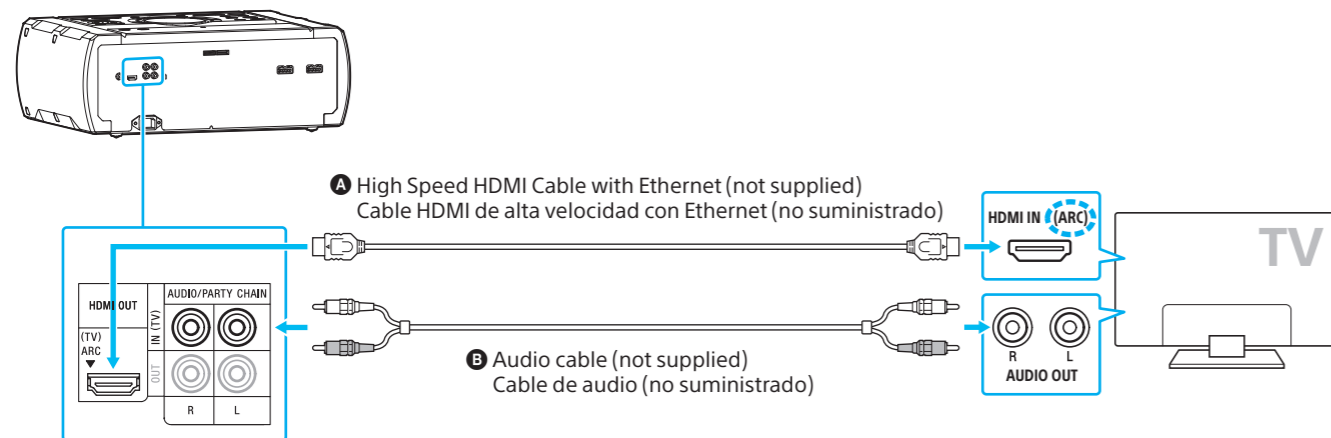 A High Speed HDMI Cable with Ethernet (not supplied)
Cable HDMI de alta velocidad con Ethernet (no suministrado)
HDMI IN (ARC)
TV
HDMI OUT
(TV)
ARC
AUDIO/PARTY CHAIN
IN (TV)
OUT
R L
B Audio cable (not supplied)
Cable de audio (no suministrado)
R L
AUDIO OUT